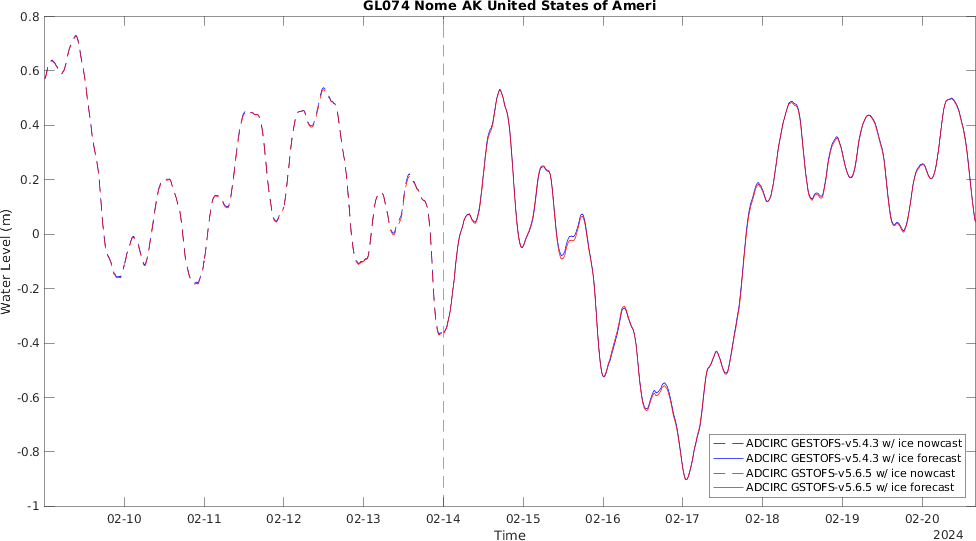 GL074 Nome AK United States of Ameri
0.8
0.6
0.4
0.2
0
-0.2
-0.4
-0.6
-0.8
-1
Water Level (m)
ADCIRC GESTOFS-v5.4.3 w/ ice nowcast
ADCIRC GESTOFS-v5.4.3 w/ ice forecast
ADCIRC GSTOFS-v5.6.5 w/ ice nowcast
ADCIRC GSTOFS-v5.6.5 w/ ice forecast
02-10 02-11 02-12 02-13 02-14 02-15 02-16 02-17 02-18 02-19 02-20
Time 2024